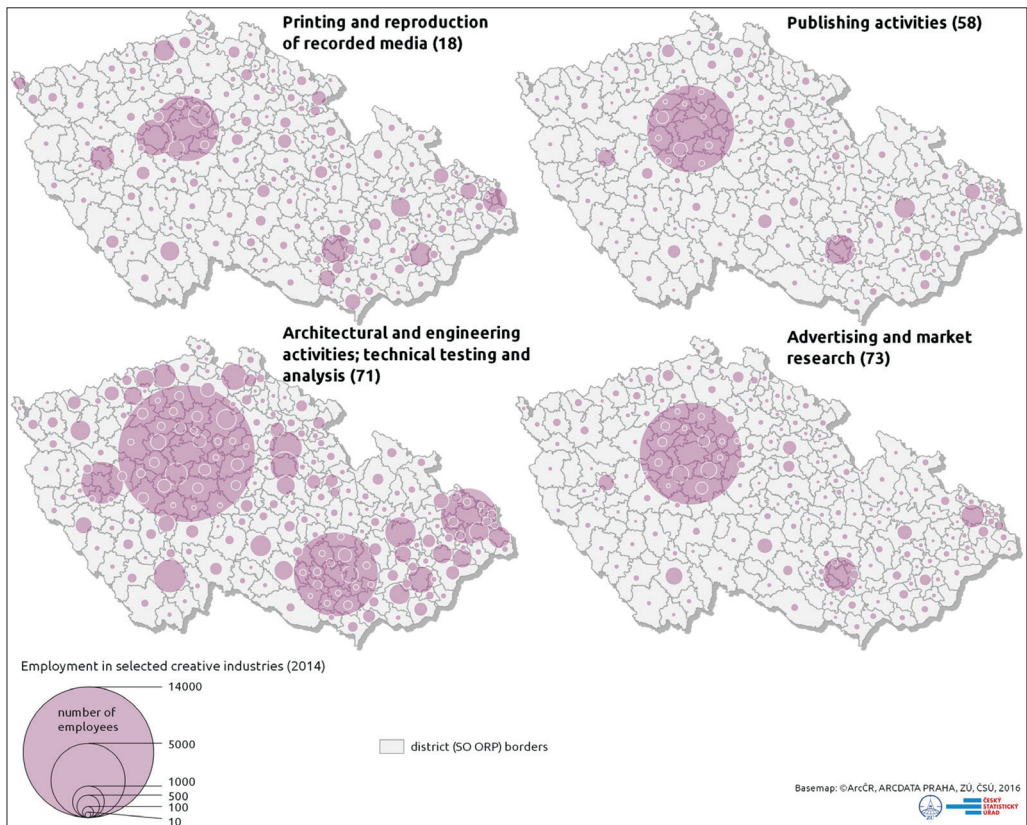 Printing and reproduction
of recorded media (18)
Publishing activities (58)
Architectural and engineering
activities; technical testing and
analysis (71)
Advertising and market
research (73)
Employment in selected creative industries (2014)
number of
employees
14000
5000
1000
500
100
10
district (SO ORP) borders
Basemap: ©ArcČR, ARCDATA PRAHA, ZÚ, ČSÚ, 2016
ČESKÝ
STATISTICKÝ
ÚŘAD